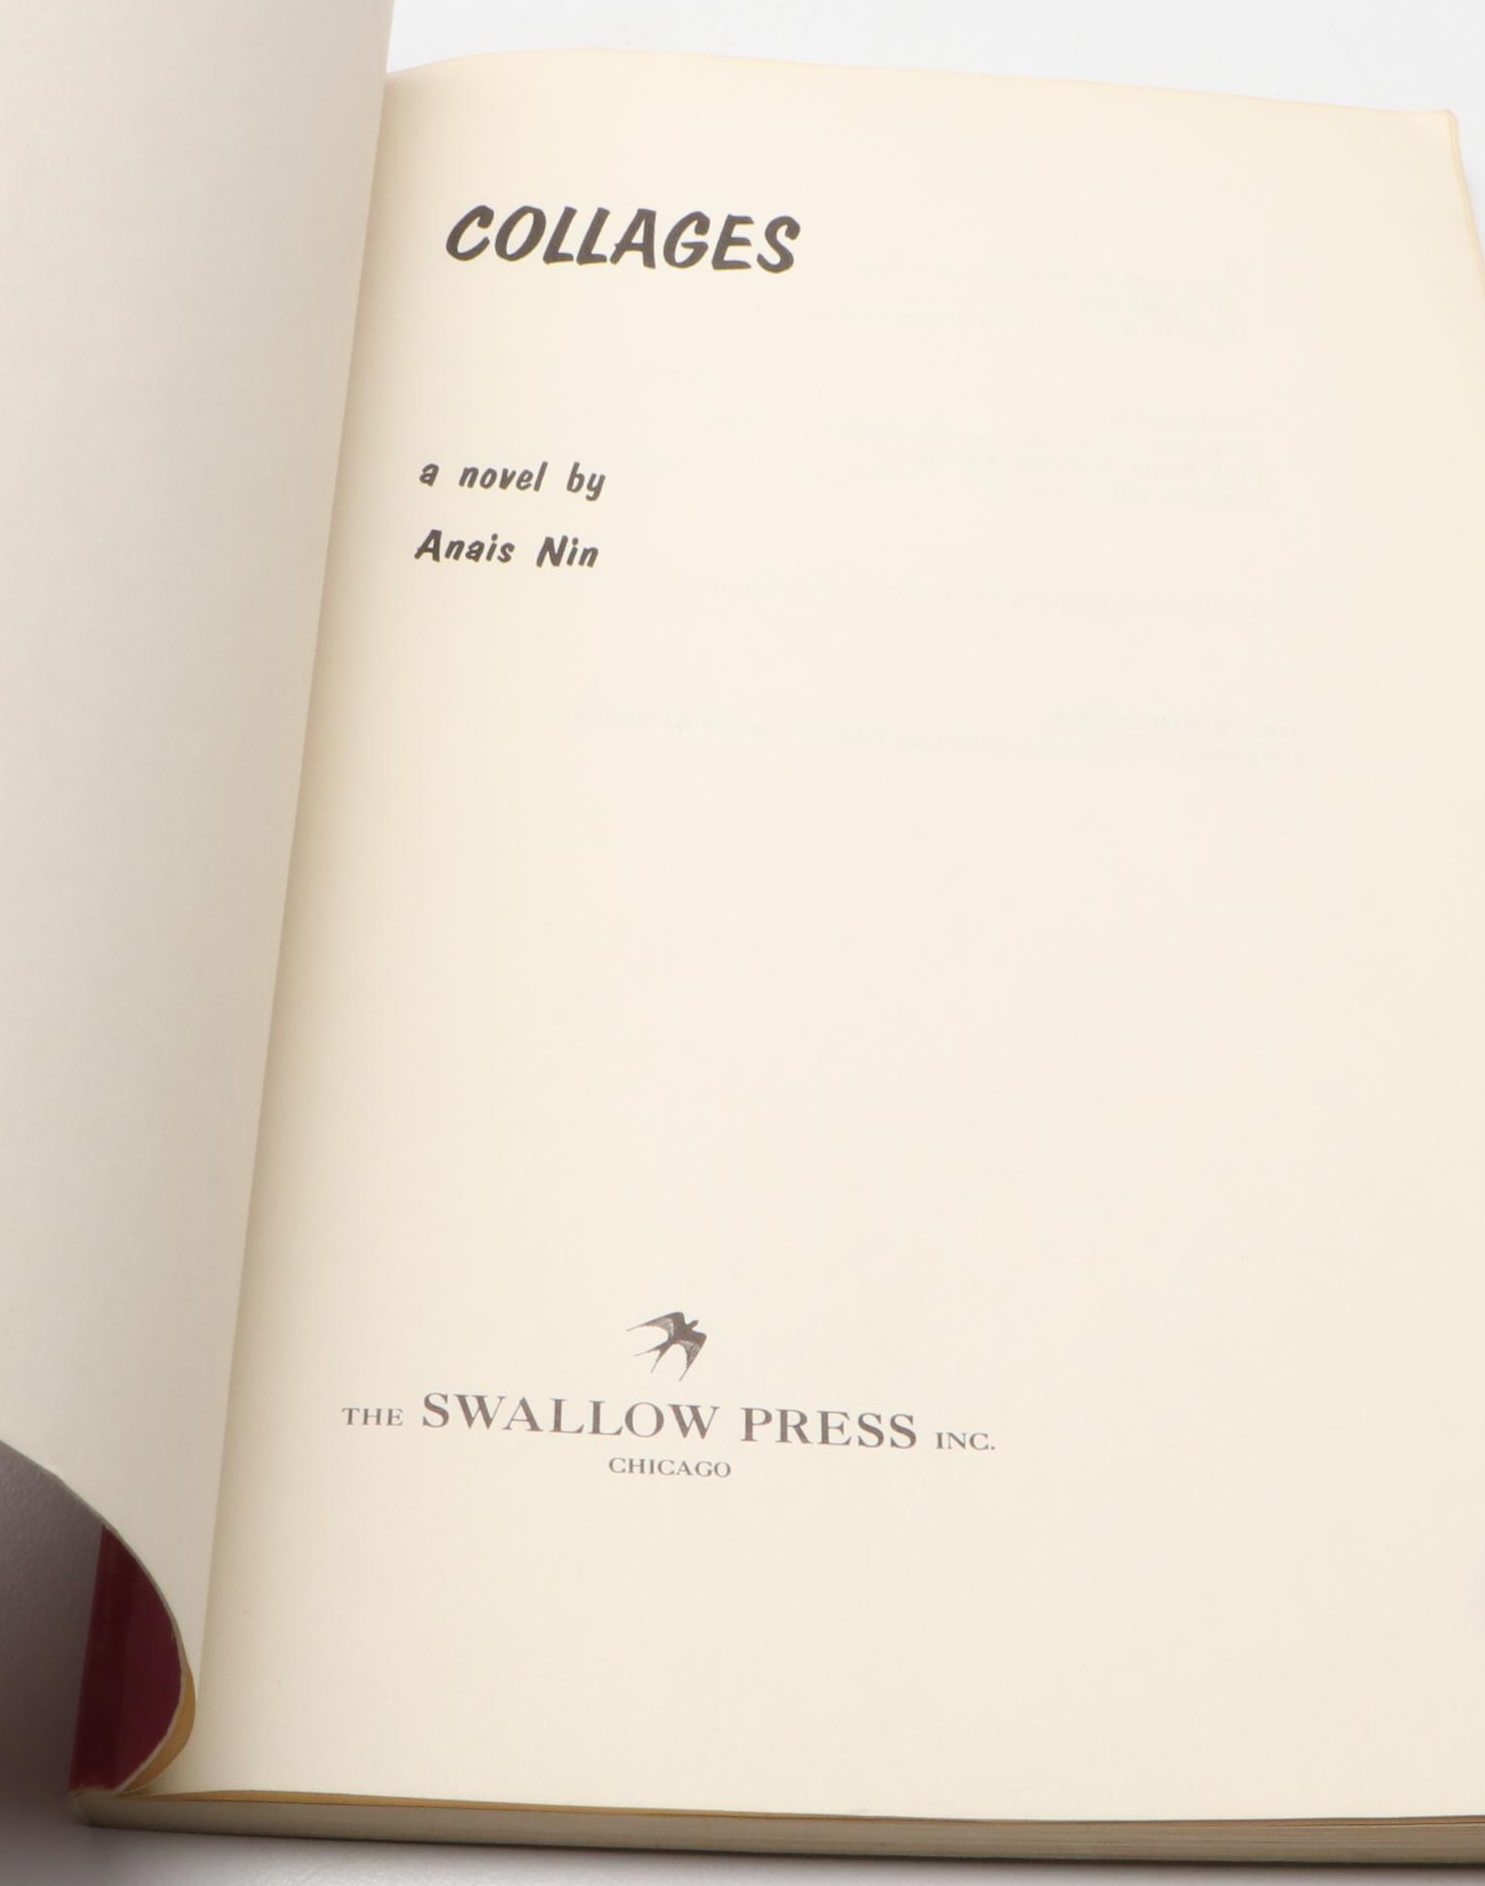 COLLAGES
a novel by
Anais Nin
THE SWALLOW PRESS INC.
CHICAGO